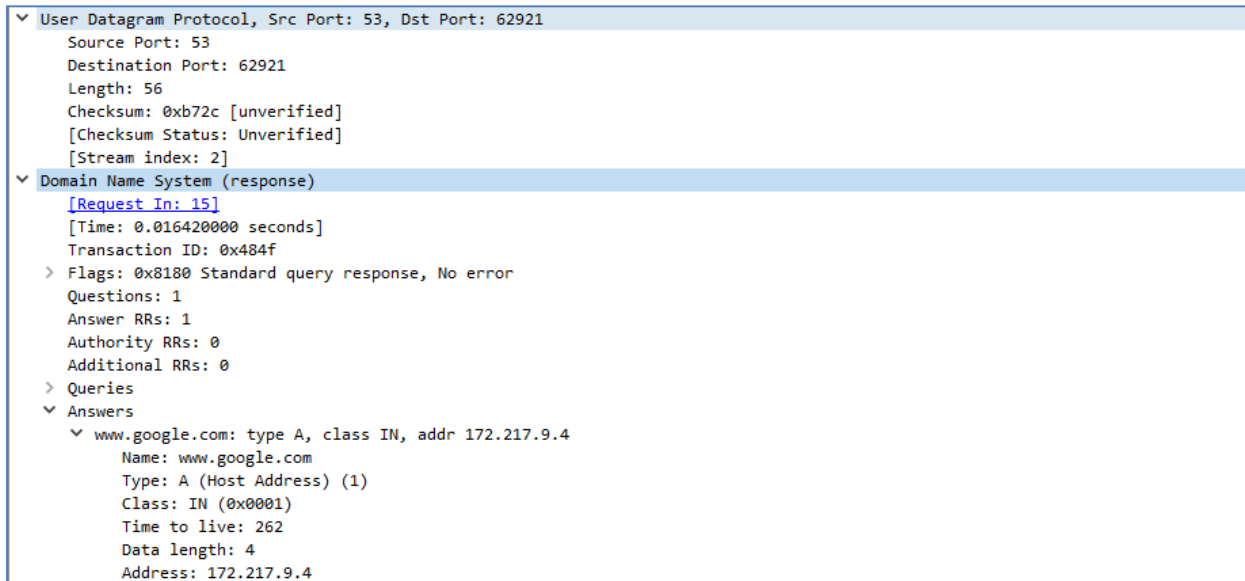 User Datagram Protocol, Src Port: 53, Dst Port: 62921
Source Port: 53
Destination Port: 62921
Length: 56
Checksum: 0xb72c [unverified]
[Checksum Status: Unverified]
[Stream index: 2]
Domain Name System (response)
[Request In: 15]
[Time: 0.016420000 seconds]
Transaction ID: 0x484f
Flags: 0x8180 Standard query response, No error
Questions: 1
Answer RRs: 1
Authority RRs: 0
Additional RRs: 0
Queries
Answers
www.google.com: type A, class IN, addr 172.217.9.4
Name: www.google.com
Type: A (Host Address) (1)
Class: IN (0x0001)
Time to live: 262
Data length: 4
Address: 172.217.9.4